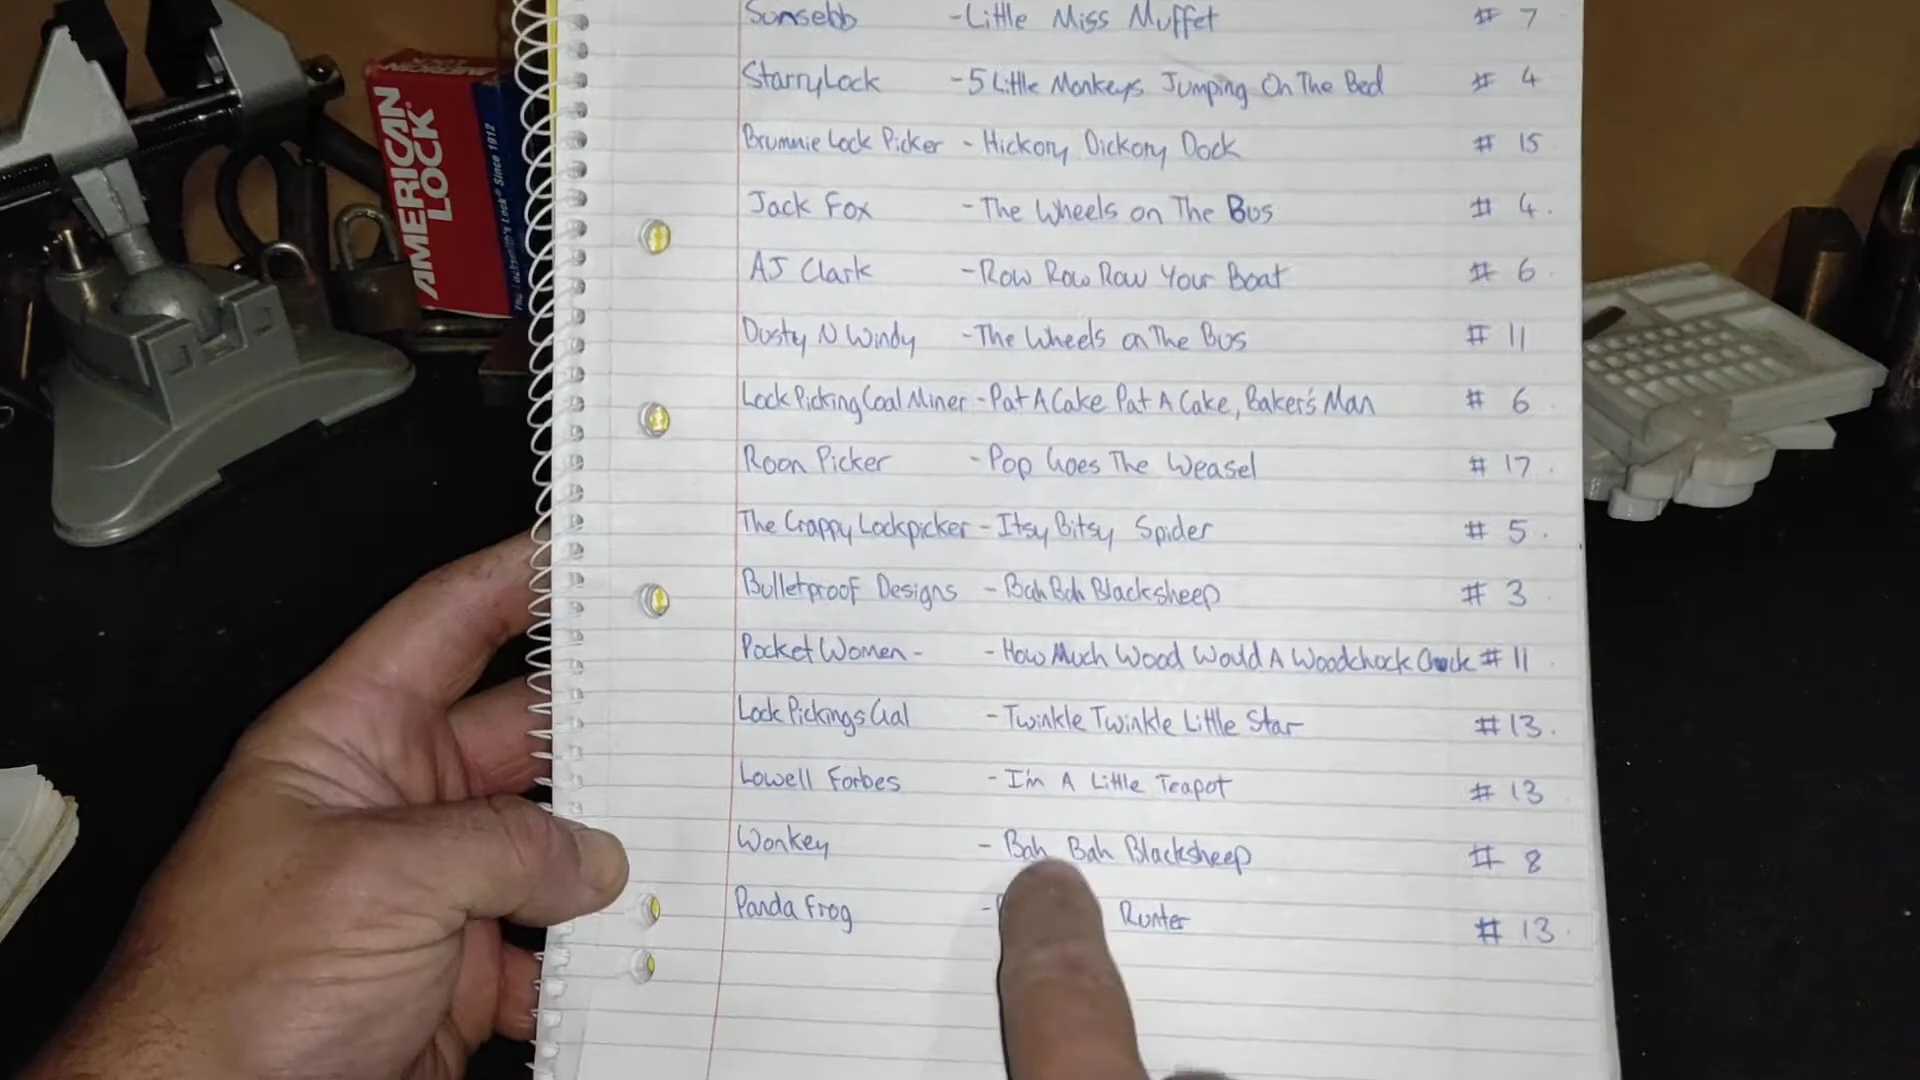 AMERICAN
LOCK
Sunsebb - Little Miss Muffet # 7
StarryLock - 5 Little Monkeys Jumping On The Bed # 4
Brummie Lock Picker - Hickory Dickory Dock # 15
Jack Fox - The Wheels on The Bus # 4.
AJ Clark - Row Row Row Your Boat # 6
Dusty N Windy - The Wheels on The Bus # 11
Lock Picking Coal Miner - Pat A Cake Pat A Cake, Baker's Man # 6
Roon Picker - Pop Goes The Weasel # 17
The Crappy Lockpicker - Itsy Bitsy Spider # 5.
Bulletproof Designs - Bah Bah Blacksheep # 3
Pocket Women - - How Much Wood Would A Woodchuck Chuck # 11
Lock Pickings Gal - Twinkle Twinkle Little Star # 13.
Lowell Forbes - I'm A Little Teapot # 13
Wonkey - Bah Bah Blacksheep # 8
Panda Frog - Runter # 13